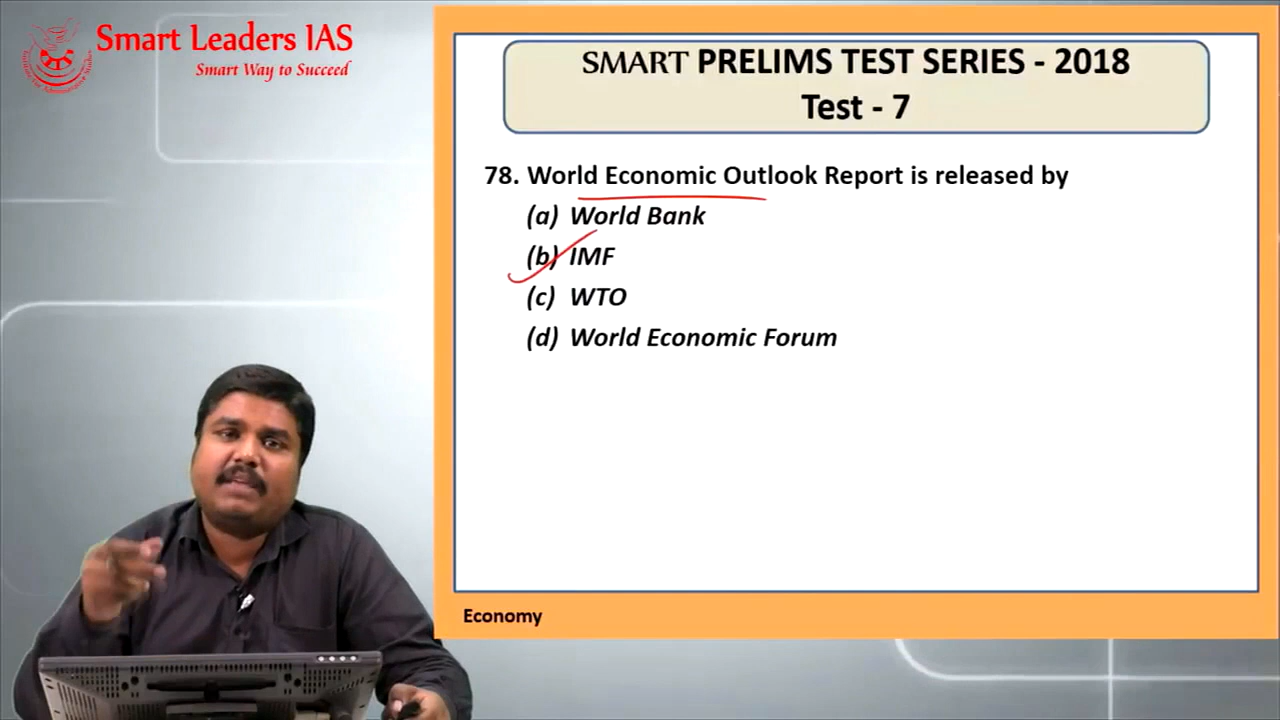 Smart Leaders IAS
Smart Way to Succeed
SMART PRELIMS TEST SERIES - 2018
Test - 7
78. World Economic Outlook Report is released by
(a) World Bank
(b) IMF
(c) WTO
(d) World Economic Forum
Economy